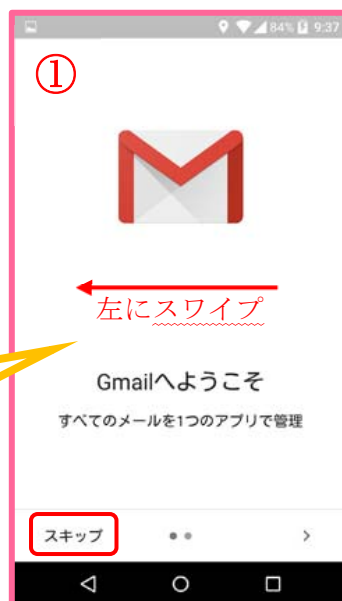 84% 9:37
①
左にスワイプ
Gmailへようこそ
すべてのメールを1つのアプリで管理
スキップ